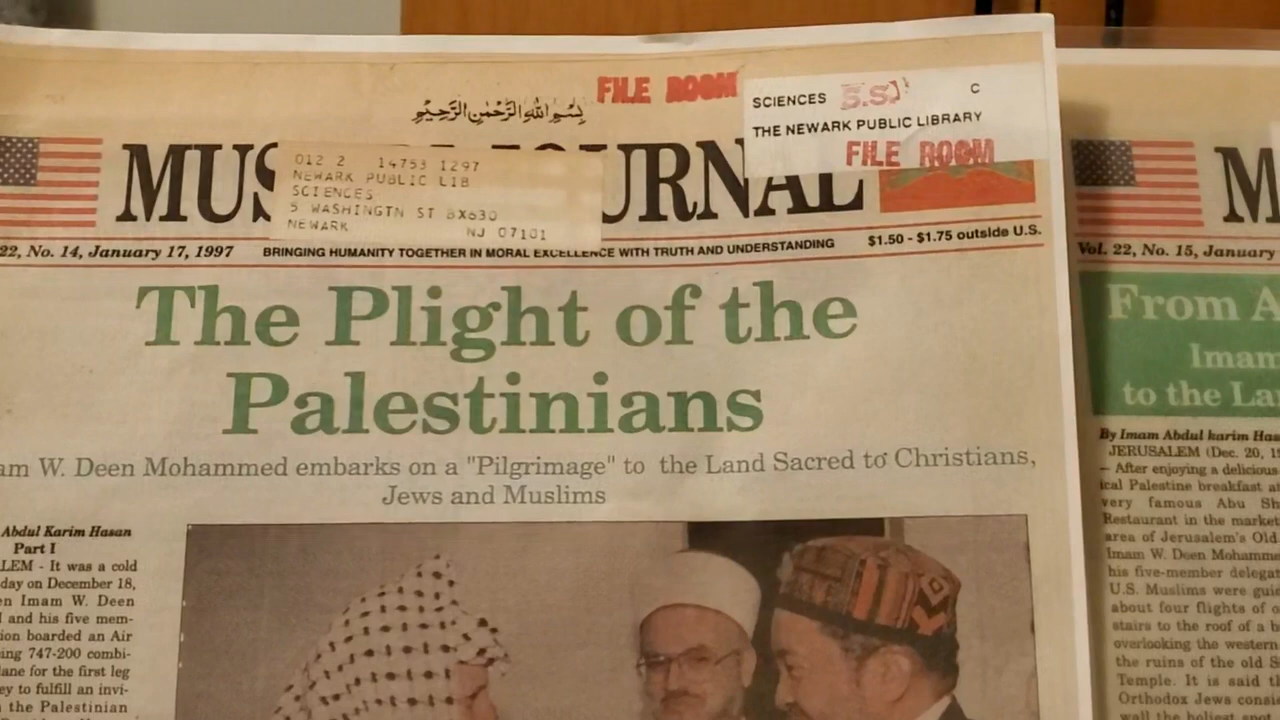 بسم الله الرحمن الرحيم
FILE ROOM
SCIENCES S.S. C
THE NEWARK PUBLIC LIBRARY
FILE ROOM
MUS URNAL
012 2 14753 1297
NEWARK PUBLIC LIB
SCIENCES
5 WASHINGTN ST BX630
NEWARK NJ 07101
22, No. 14, January 17, 1997 BRINGING HUMANITY TOGETHER IN MORAL EXCELLENCE WITH TRUTH AND UNDERSTANDING $1.50 - $1.75 outside U.S.
The Plight of the
Palestinians
am W. Deen Mohammed embarks on a "Pilgrimage" to the Land Sacred to Christians,
Jews and Muslims
Abdul Karim Hasan
Part I
LEM - It was a cold
day on December 18,
en Imam W. Deen
l and his five mem-
ion boarded an Air
ing 747-200 combi-
lane for the first leg
ey to fulfill an invi-
the Palestinian
M
Vol. 22, No. 15, January
From A
Imam
to the La
By Imam Abdul karim Has
JERUSALEM (Dec. 20, 19
– After enjoying a delicious
ical Palestine breakfast at
very famous Abu Sh
Restaurant in the market
area of Jerusalem's Old
Imam W. Deen Mohamme
his five-member delegat
U.S. Muslims were guid
about four flights of o
stairs to the roof of a b
overlooking the western
the ruins of the old S
Temple. It is said th
Orthodox Jews consi
wall the holiest spot